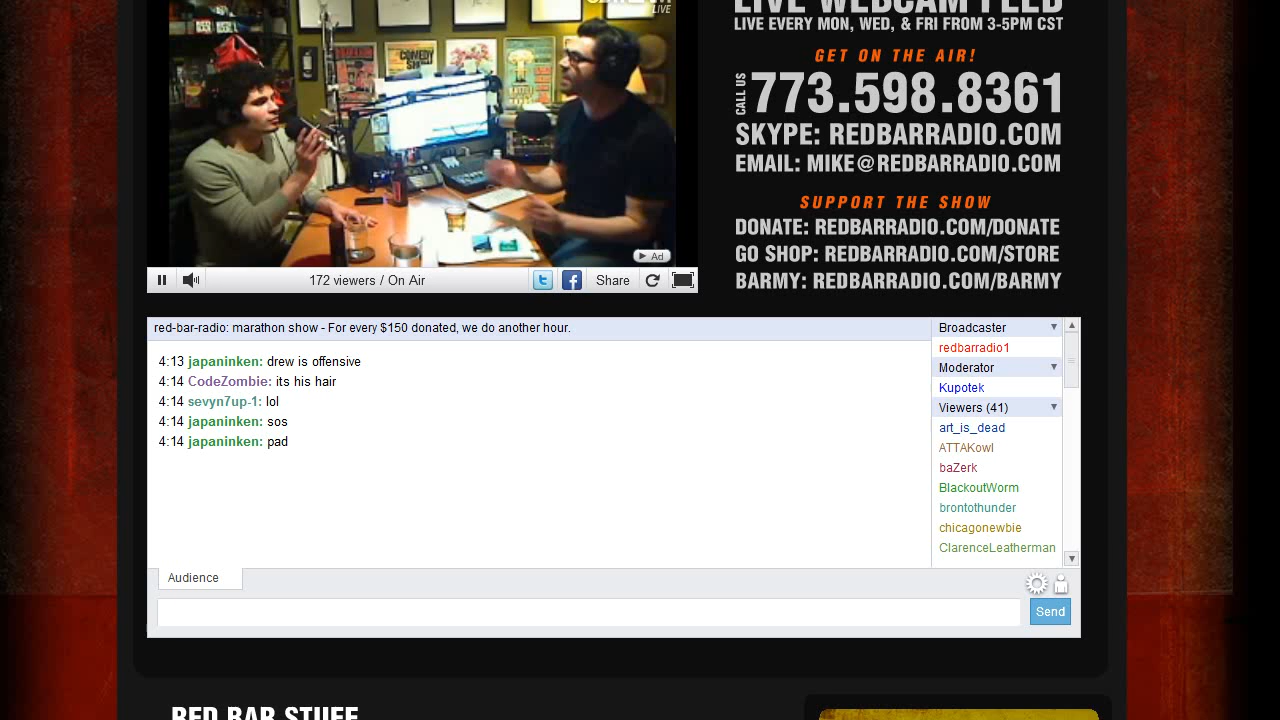 LIVE
LIVE WEBCAM FEED
LIVE EVERY MON, WED, & FRI FROM 3-5PM CST
GET ON THE AIR!
CALL US 773.598.8361
SKYPE: REDBARRADIO.COM
EMAIL: MIKE@REDBARRADIO.COM
SUPPORT THE SHOW
DONATE: REDBARRADIO.COM/DONATE
GO SHOP: REDBARRADIO.COM/STORE
BARMY: REDBARRADIO.COM/BARMY
COMEDY
Ad
172 viewers / On Air
Share
red-bar-radio: marathon show - For every $150 donated, we do another hour.
4:13 japaninken: drew is offensive
4:14 CodeZombie: its his hair
4:14 sevyn7up-1: lol
4:14 japaninken: sos
4:14 japaninken: pad
Broadcaster
redbarradio1
Moderator
Kupotek
Viewers (41)
art_is_dead
ATTAKowl
baZerk
BlackoutWorm
brontothunder
chicagonewbie
ClarenceLeatherman
Audience
Send
RED BAR STUFF